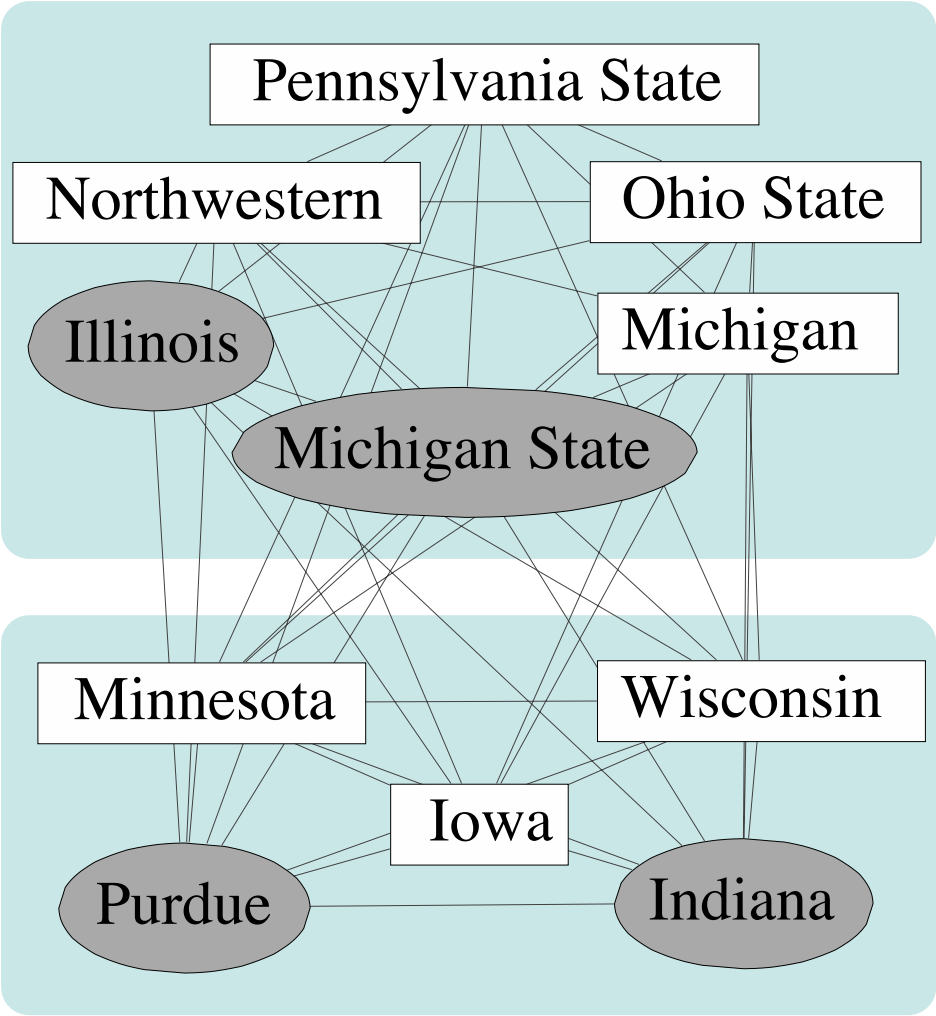 Pennsylvania State
Northwestern
Ohio State
Illinois
Michigan
Michigan State
Minnesota
Wisconsin
Iowa
Purdue
Indiana